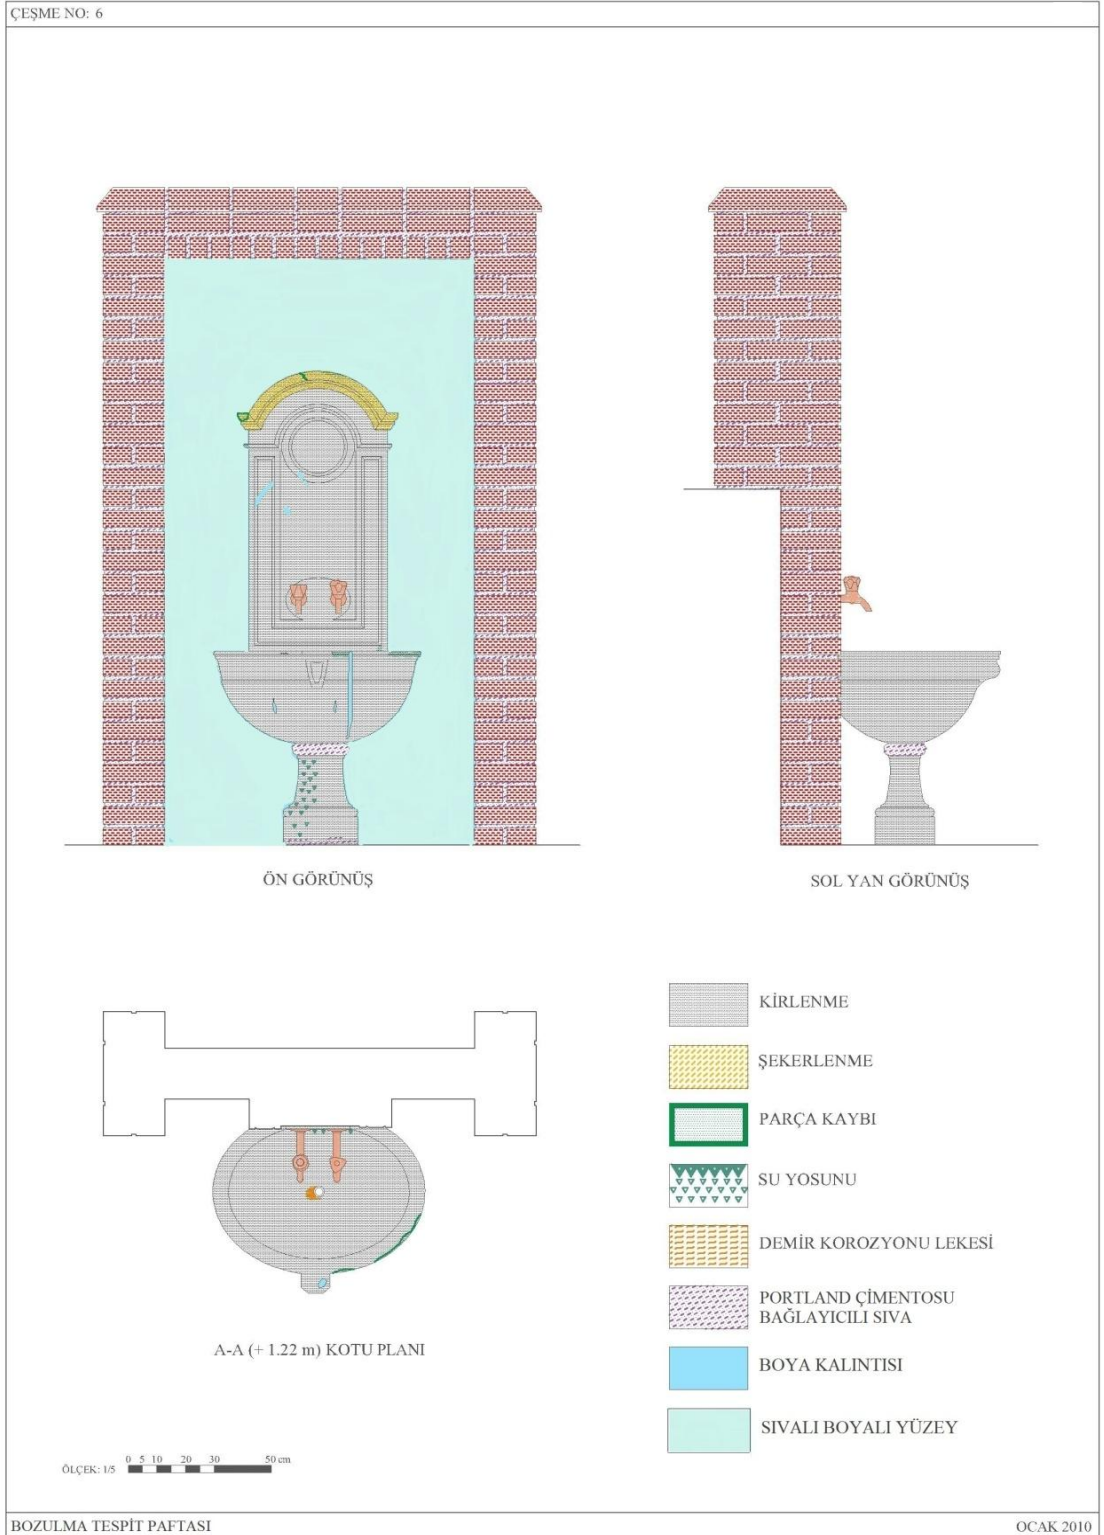 ÇEŞME NO: 6
ÖN GÖRÜNÜŞ
SOL YAN GÖRÜNÜŞ
KİRLENME
ŞEKERLENME
PARÇA KAYBI
SU YOSUNU
DEMİR KOROZYONU LEKESİ
PORTLAND ÇİMENTOSU
BAĞLAYICILI SIVA
BOYA KALINTISI
SIVALI BOYALI YÜZEY
A-A (+ 1.22 m) KOTU PLANI
ÖLÇEK: 1/5
0 5 10 20 30 50 cm
BOZULMA TESPİT PAFTASI
OCAK 2010